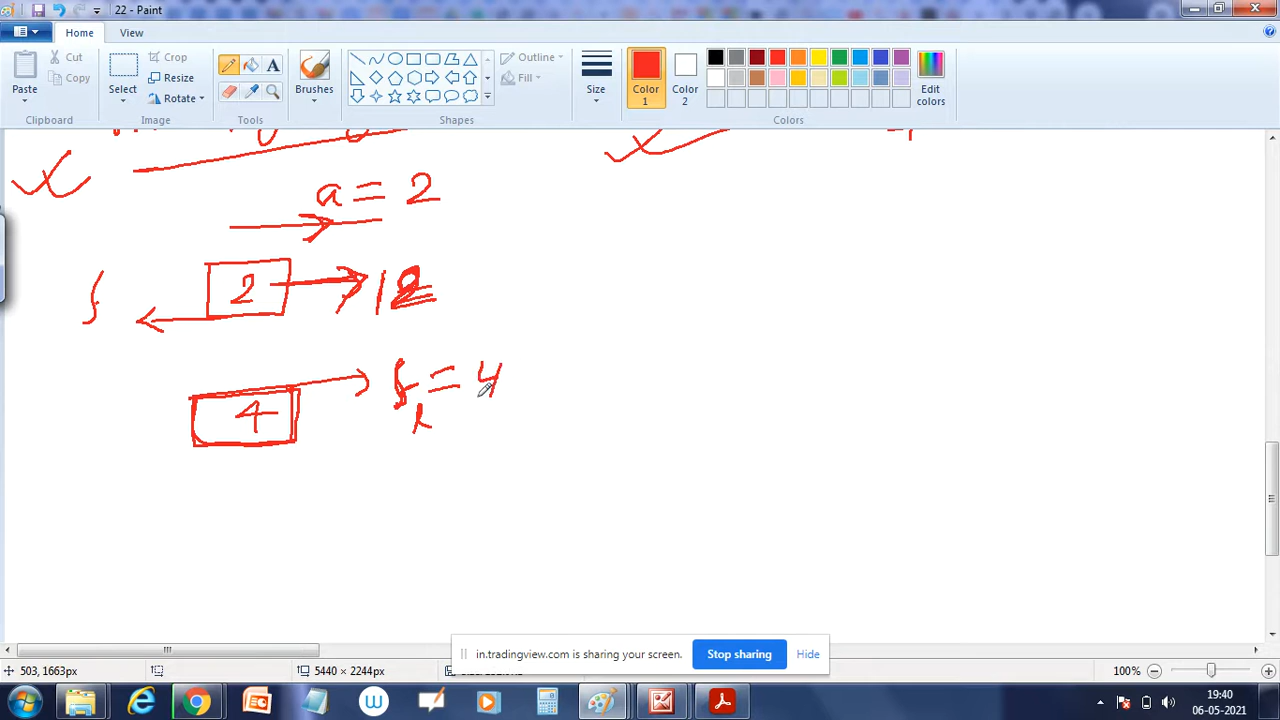 22 - Paint
Home View
Paste Cut Copy Select Crop Resize Rotate Brushes Outline Fill Size Color 1 Color 2 Edit colors
Clipboard Image Tools Shapes Colors
a = 2
f 2 12
4 f = 4
k
in.tradingview.com is sharing your screen. Stop sharing Hide
503, 1663px 5440 × 2244px 100%
19:40
06-05-2021